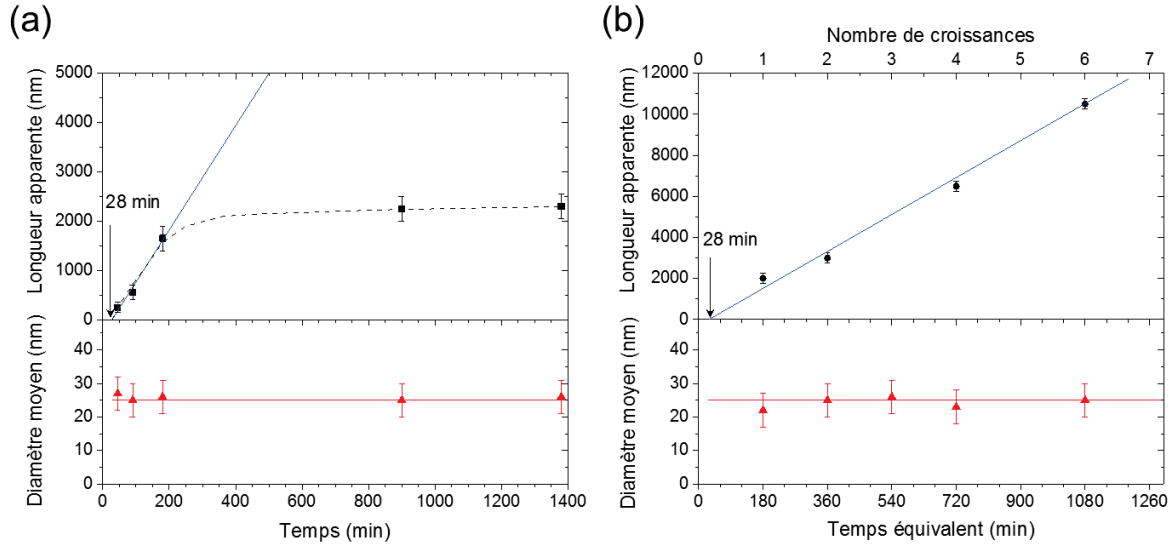 (a)
Longueur apparente (nm)
5000
4000
3000
2000
1000
0
28 min
Diamètre moyen (nm)
40
30
20
10
0
0 200 400 600 800 1000 1200 1400
Temps (min)
(b)
Nombre de croissances
0 1 2 3 4 5 6 7
Longueur apparente (nm)
12000
10000
8000
6000
4000
2000
0
28 min
Diamètre moyen (nm)
40
30
20
10
0
0 180 360 540 720 900 1080 1260
Temps équivalent (min)